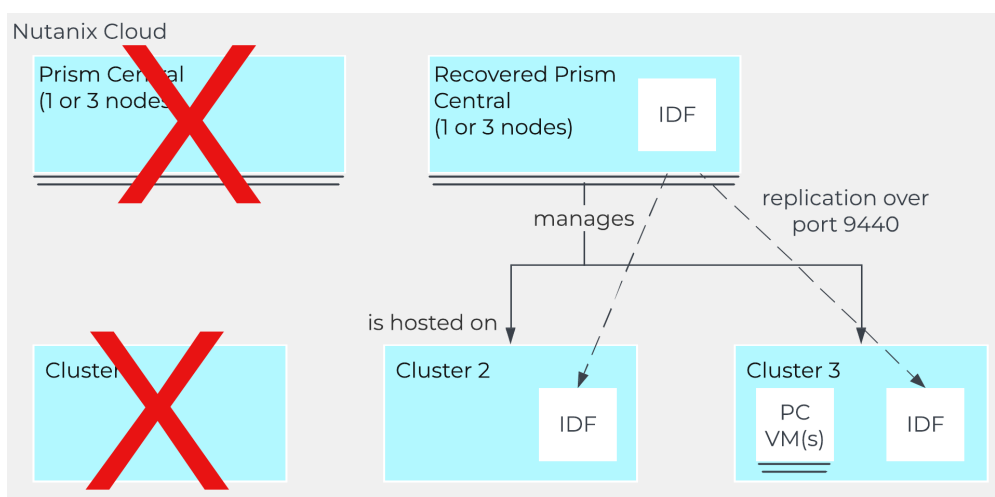 Nutanix Cloud
Prism Central
(1 or 3 nodes
Recovered Prism
Central
(1 or 3 nodes)
IDF
manages
replication over
port 9440
is hosted on
Cluster
Cluster 2
IDF
Cluster 3
PC
VM(s)
IDF